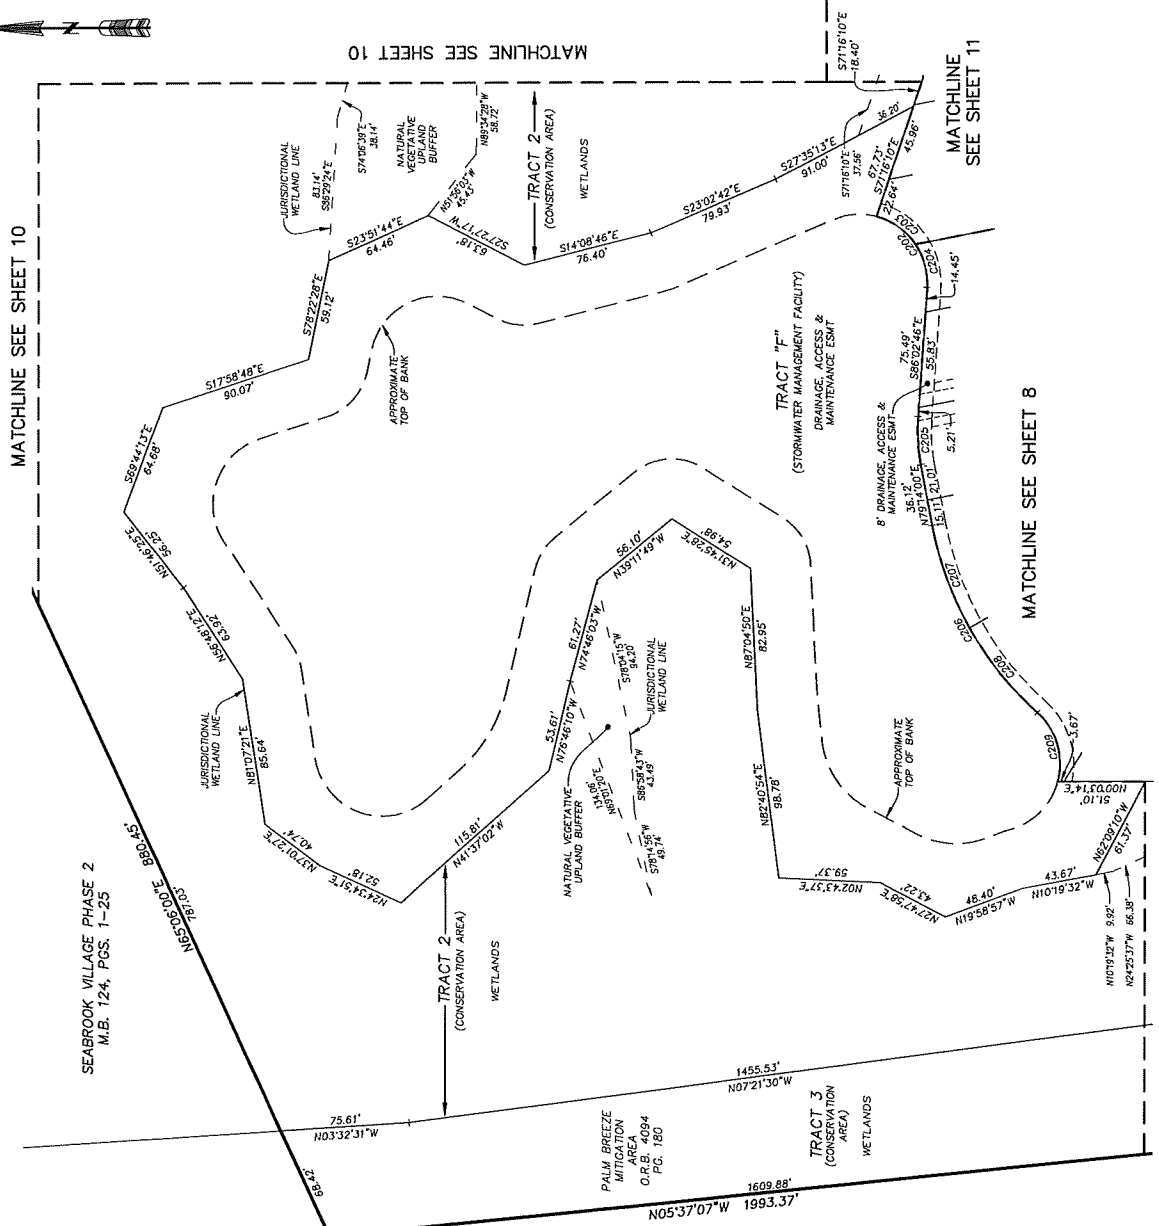 N
MATCHLINE SEE SHEET 10
MATCHLINE SEE SHEET 10
S71°16'10"E
18.40'
MATCHLINE
SEE SHEET 11
JURISDICTIONAL
WETLAND LINE
83.14'
S86°29'24"E
S74°06'39"E
38.14'
NATURAL
VEGETATIVE
UPLAND
BUFFER
N89°34'28"W
58.72'
N51°56'03"W
45.43'
TRACT 2
(CONSERVATION AREA)
WETLANDS
S71°16'10"E
37.56'
36.20'
S27°35'13"E
91.00'
S23°02'42"E
79.93'
S14°08'46"E
76.40'
S27°27'17"W
63.18'
S23°51'44"E
64.46'
S78°22'28"E
59.12'
S17°58'48"E
90.07'
S69°44'13"E
64.68'
N51°46'25"E
56.25'
N56°48'12"E
63.92'
JURISDICTIONAL
WETLAND LINE
N81°07'21"E
85.64'
N37°01'27"E
40.74'
N24°34'51"E
52.18'
115.81'
N41°37'02"W
53.61'
N76°46'10"W
61.27'
N74°46'03"W
56.10'
N39°11'49"W
54.98'
N31°45'28"E
N87°04'50"E
82.95'
N82°40'54"E
98.78'
59.37'
N02°43'37"E
43.22'
N27°47'58"E
48.40'
N19°58'57"W
43.67'
N10°19'32"W
N10°19'32"W 9.92'
N24°25'37"W 66.38'
N62°09'10"W
61.37'
51.10'
N00°03'14"E
67.73'
S71°16'10"E
45.96'
22.64'
C203
C202
C204
14.45'
75.49'
S86°02'46"E
55.83'
TRACT "F"
(STORMWATER MANAGEMENT FACILITY)
DRAINAGE, ACCESS &
MAINTENANCE ESMT
8' DRAINAGE, ACCESS &
MAINTENANCE ESMT
36.12'
N79°14'00"E
15.11'
21.01'
C205
5.21'
C207
C206
C208
C209
3.67'
MATCHLINE SEE SHEET 8
APPROXIMATE
TOP OF BANK
APPROXIMATE
TOP OF BANK
S78°04'15"W
94.20'
JURISDICTIONAL
WETLAND LINE
S86°58'43"W
43.49'
S78°14'56"W
49.74'
134.06'
N69°01'20"E
NATURAL VEGETATIVE
UPLAND BUFFER
TRACT 2
(CONSERVATION AREA)
WETLANDS
SEABROOK VILLAGE PHASE 2
M.B. 124, PGS. 1-25
N65°06'00"E 880.45'
787.03'
68.42'
75.61'
N03°32'31"W
1455.53'
N07°21'30"W
PALM BREEZE
MITIGATION
AREA
O.R.B. 4094
PG. 180
TRACT 3
(CONSERVATION
AREA)
WETLANDS
1609.88'
N05°37'07"W 1993.37'